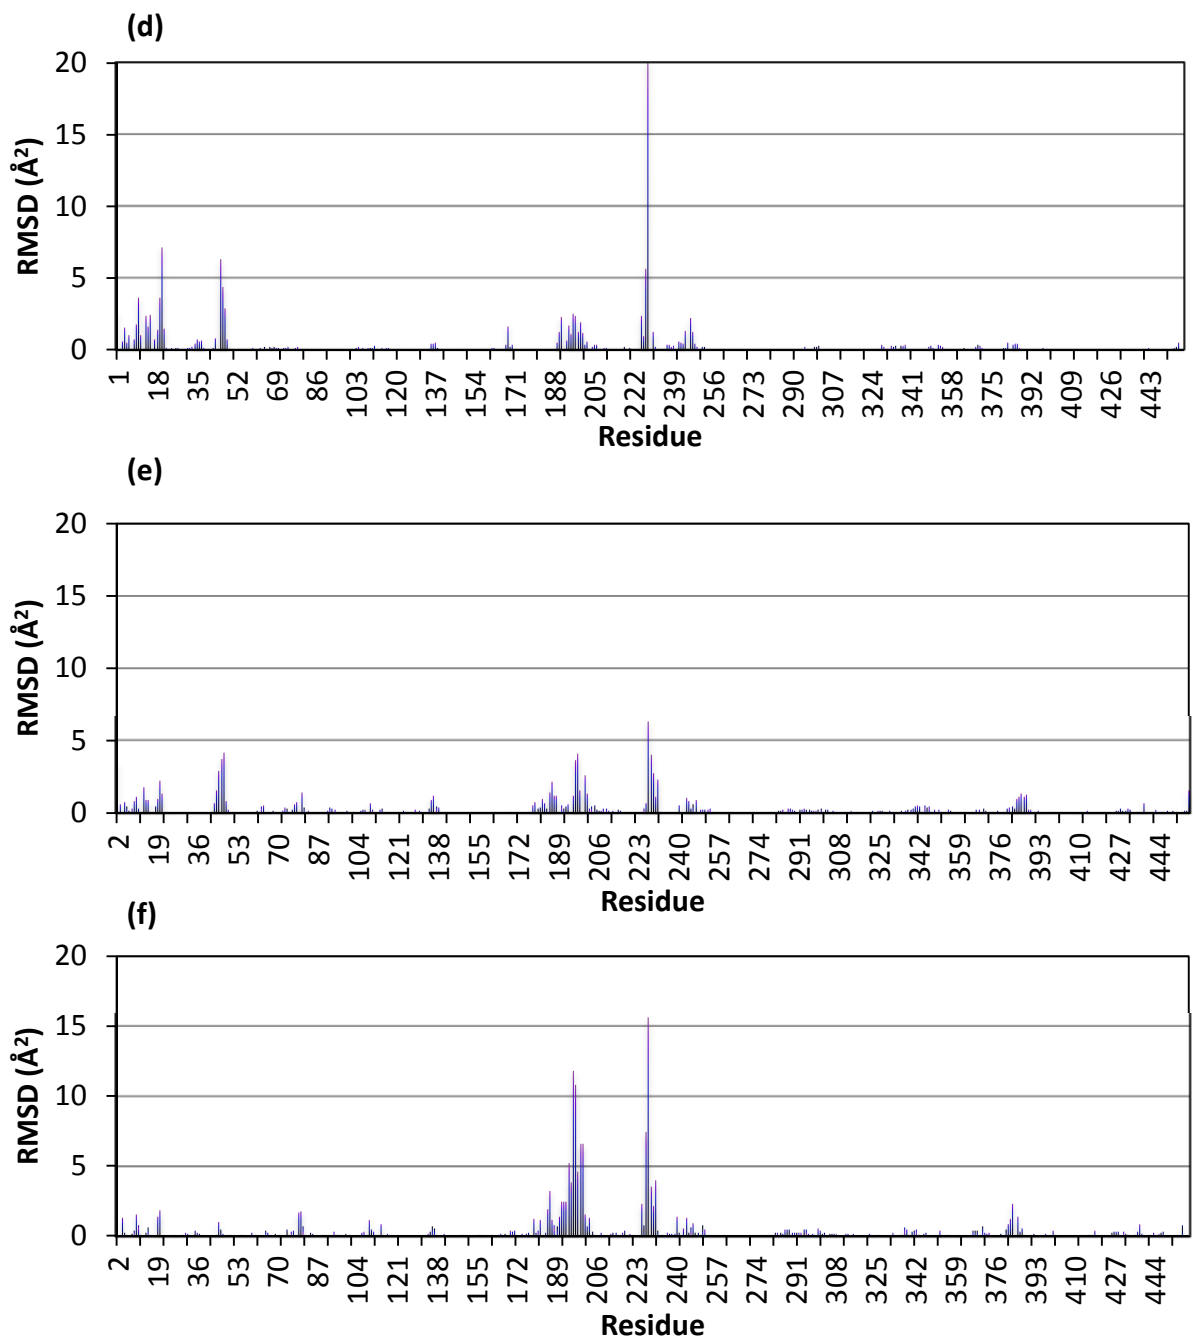 (d)
RMSD (Å²)
20
15
10
5
0
1 18 35 52 69 86 103 120 137 154 171 188 205 222 239 256 273 290 307 324 341 358 375 392 409 426 443
Residue
(e)
RMSD (Å²)
20
15
10
5
0
2 19 36 53 70 87 104 121 138 155 172 189 206 223 240 257 274 291 308 325 342 359 376 393 410 427 444
Residue
(f)
RMSD (Å²)
20
15
10
5
0
2 19 36 53 70 87 104 121 138 155 172 189 206 223 240 257 274 291 308 325 342 359 376 393 410 427 444
Residue